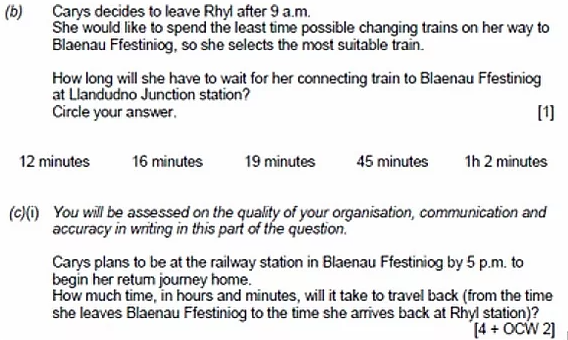 (b) Carys decides to leave Rhyl after 9 a.m.
She would like to spend the least time possible changing trains on her way to
Blaenau Ffestiniog, so she selects the most suitable train.
How long will she have to wait for her connecting train to Blaenau Ffestiniog
at Llandudno Junction station?
Circle your answer. [1]
12 minutes 16 minutes 19 minutes 45 minutes 1h 2 minutes
(c)(i) You will be assessed on the quality of your organisation, communication and
accuracy in writing in this part of the question.
Carys plans to be at the railway station in Blaenau Ffestiniog by 5 p.m. to
begin her return journey home.
How much time, in hours and minutes, will it take to travel back (from the time
she leaves Blaenau Ffestiniog to the time she arrives back at Rhyl station)?
[4 + OCW 2]